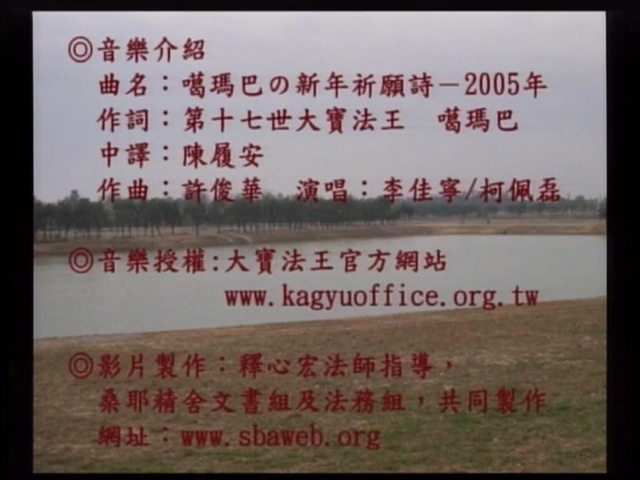 ◎音樂介紹
曲名：噶瑪巴の新年祈願詩－2005年
作詞：第十七世大寶法王　噶瑪巴
中譯：陳履安
作曲：許俊華　演唱：李佳寧/柯佩磊
◎音樂授權:大寶法王官方網站
www.kagyuoffice.org.tw
◎影片製作：釋心宏法師指導，
桑耶精舍文書組及法務組，共同製作
網址：www.sbaweb.org